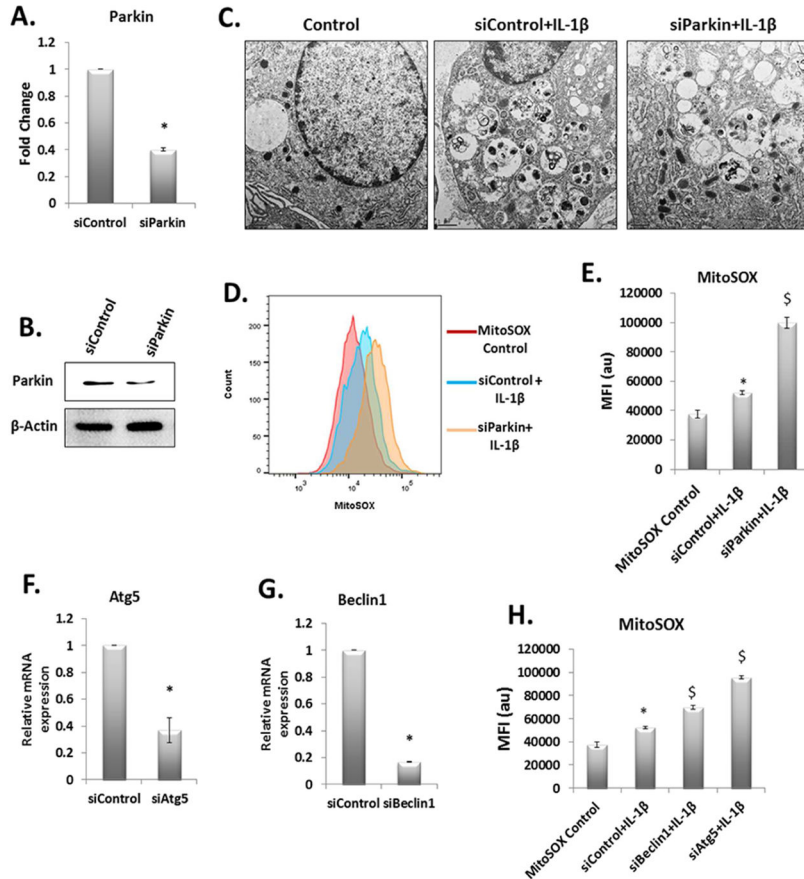 A.
Parkin
Fold Change
1.2
1
0.8
0.6
0.4
0.2
0
*
siControl
siParkin
B.
siControl
siParkin
Parkin
β-Actin
C.
Control
siControl+IL-1β
siParkin+IL-1β
D.
Count
200
150
100
50
0
10³
10⁴
10⁵
MitoSOX
MitoSOX
Control
siControl +
IL-1β
siParkin+
IL-1β
E.
MitoSOX
MFI (au)
120000
100000
80000
60000
40000
20000
0
*
$
MitoSOX Control
siControl+IL-1β
siParkin+IL-1β
F.
Atg5
Relative mRNA
expression
1.2
1
0.8
0.6
0.4
0.2
0
*
siControl
siAtg5
G.
Beclin1
Relative mRNA
expression
1.2
1
0.8
0.6
0.4
0.2
0
*
siControl siBeclin1
H.
MitoSOX
MFI (au)
120000
100000
80000
60000
40000
20000
0
*
$
$
MitoSOX Control
siControl+IL-1β
siBeclin1+IL-1β
siAtg5+IL-1β